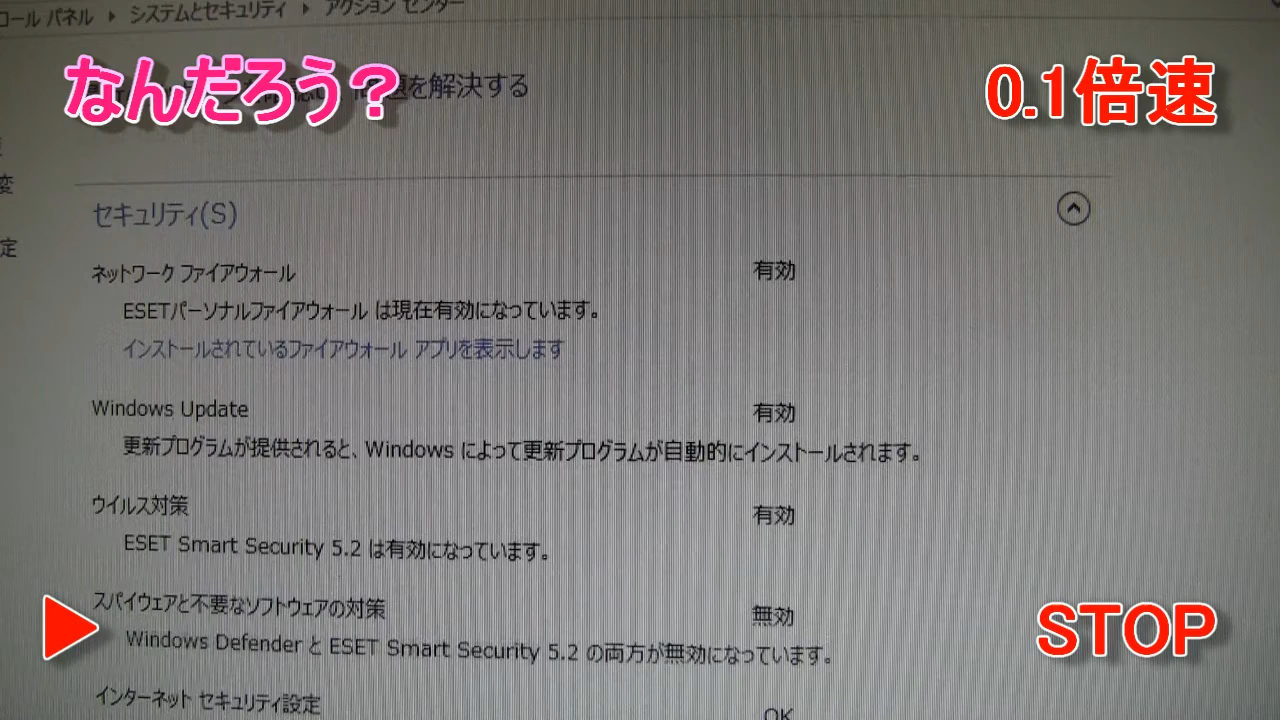 コール パネル ▸ システムとセキュリティ ▸ アクション センター
なんだろう？
を解決する
0.1倍速
変
定
セキュリティ(S)
ネットワーク ファイアウォール 有効
ESETパーソナルファイアウォール は現在有効になっています。
インストールされているファイアウォール アプリを表示します
Windows Update 有効
更新プログラムが提供されると、Windows によって更新プログラムが自動的にインストールされます。
ウイルス対策 有効
ESET Smart Security 5.2 は有効になっています。
スパイウェアと不要なソフトウェアの対策 無効
Windows Defender と ESET Smart Security 5.2 の両方が無効になっています。
STOP
インターネット セキュリティ設定 OK